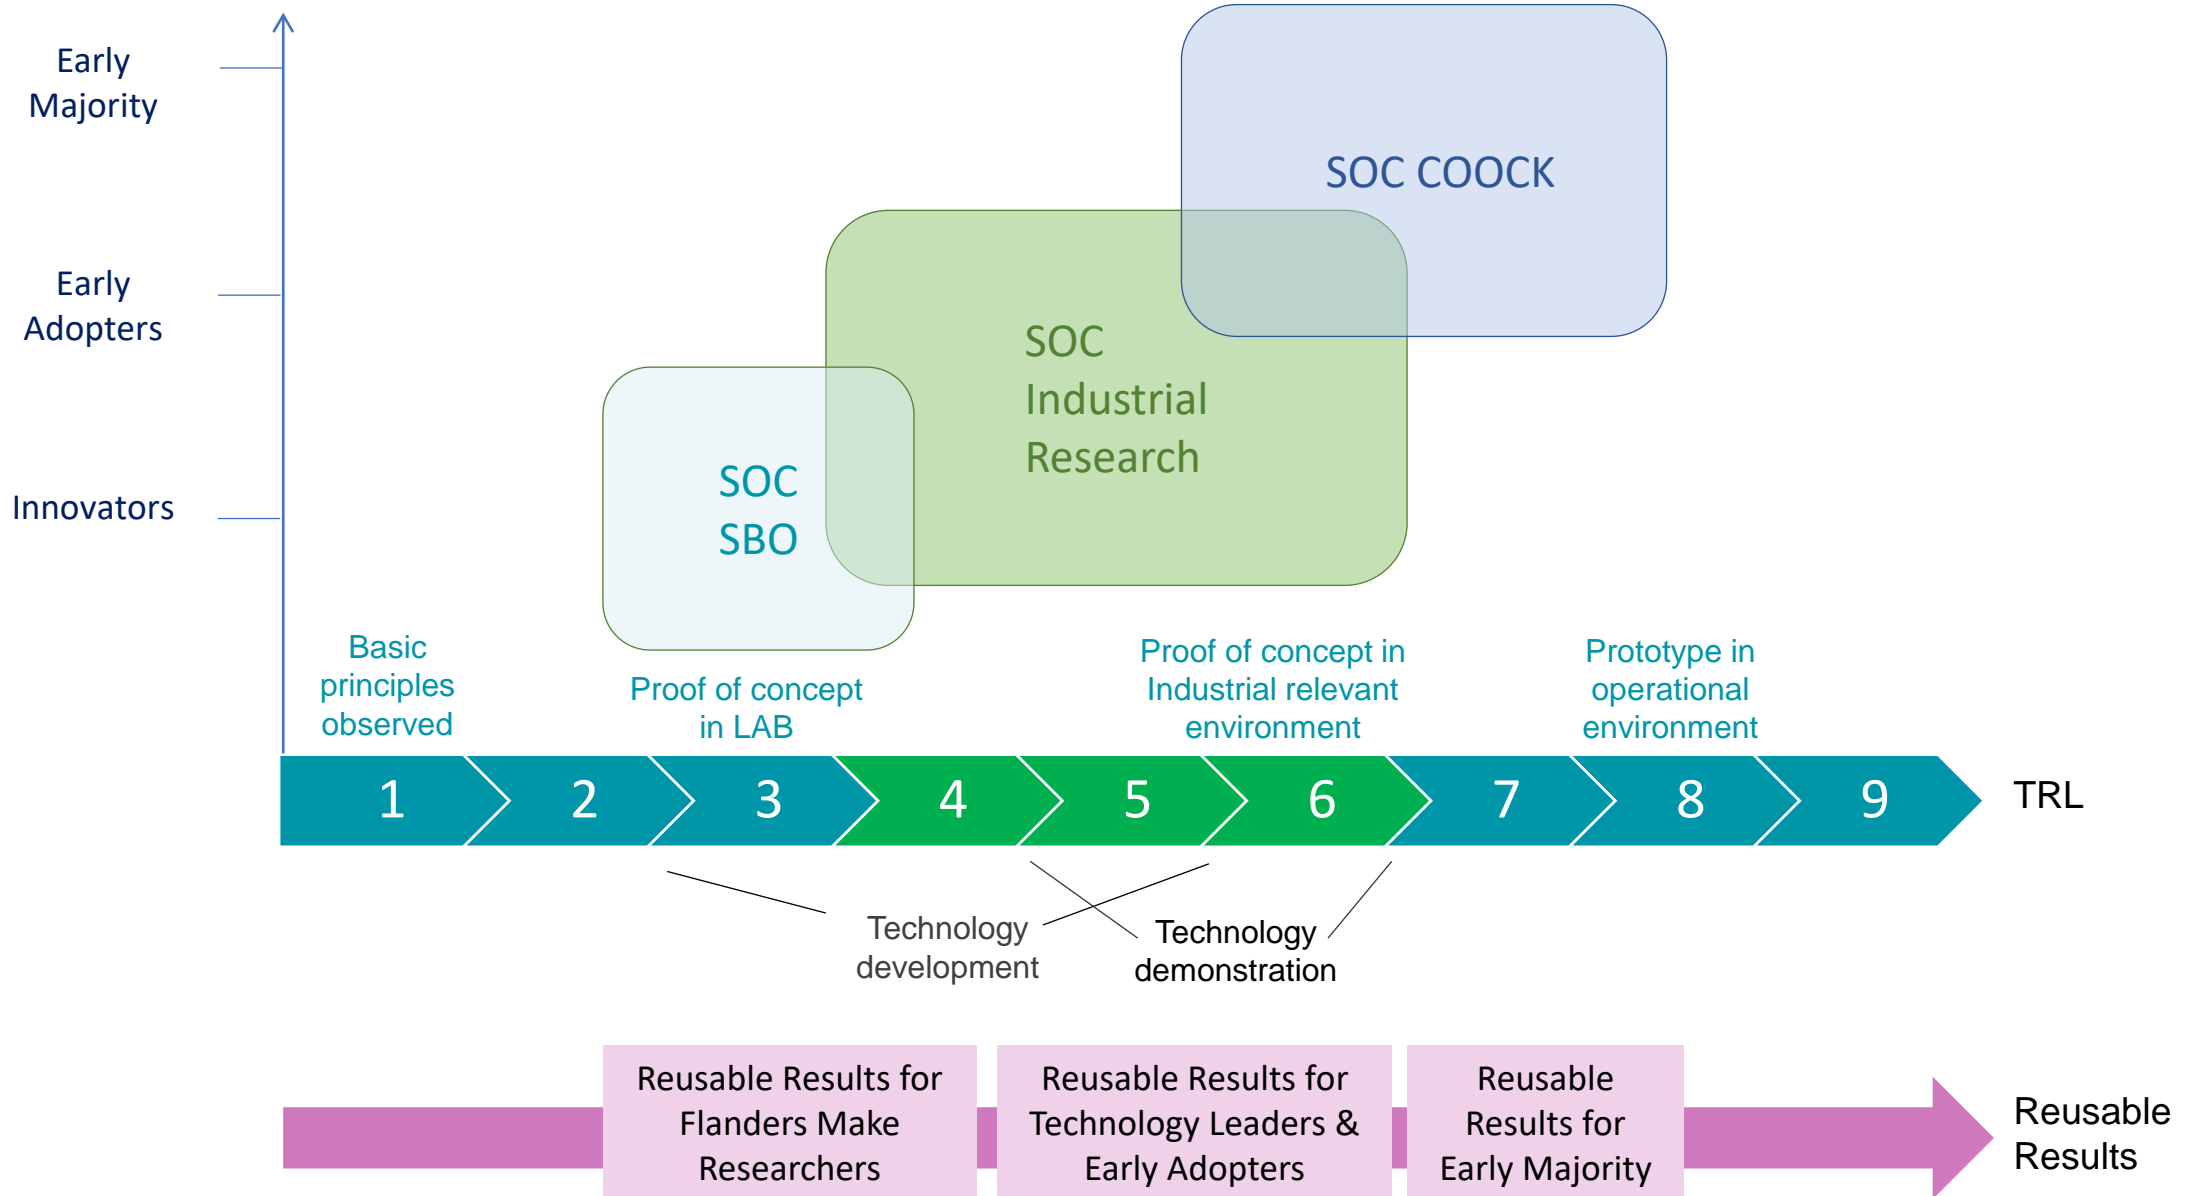 Early
Majority
Early
Adopters
Innovators
SOC COOCK
SOC
Industrial
Research
SOC
SBO
Basic
principles
observed
Proof of concept
in LAB
Proof of concept in
Industrial relevant
environment
Prototype in
operational
environment
1 2 3 4 5 6 7 8 9 TRL
Technology
development
Technology
demonstration
Reusable Results for
Flanders Make
Researchers
Reusable Results for
Technology Leaders &
Early Adopters
Reusable
Results for
Early Majority
Reusable
Results